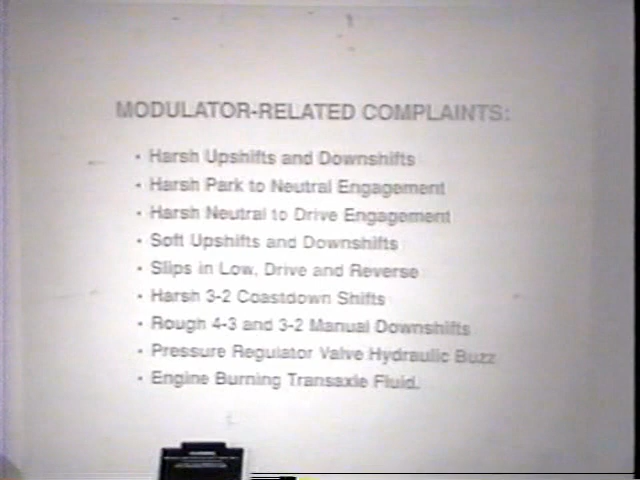 MODULATOR-RELATED COMPLAINTS:
• Harsh Upshifts and Downshifts
• Harsh Park to Neutral Engagement
• Harsh Neutral to Drive Engagement
• Soft Upshifts and Downshifts
• Slips in Low, Drive and Reverse
• Harsh 3-2 Coastdown Shifts
• Rough 4-3 and 3-2 Manual Downshifts
• Pressure Regulator Valve Hydraulic Buzz
• Engine Burning Transaxle Fluid.